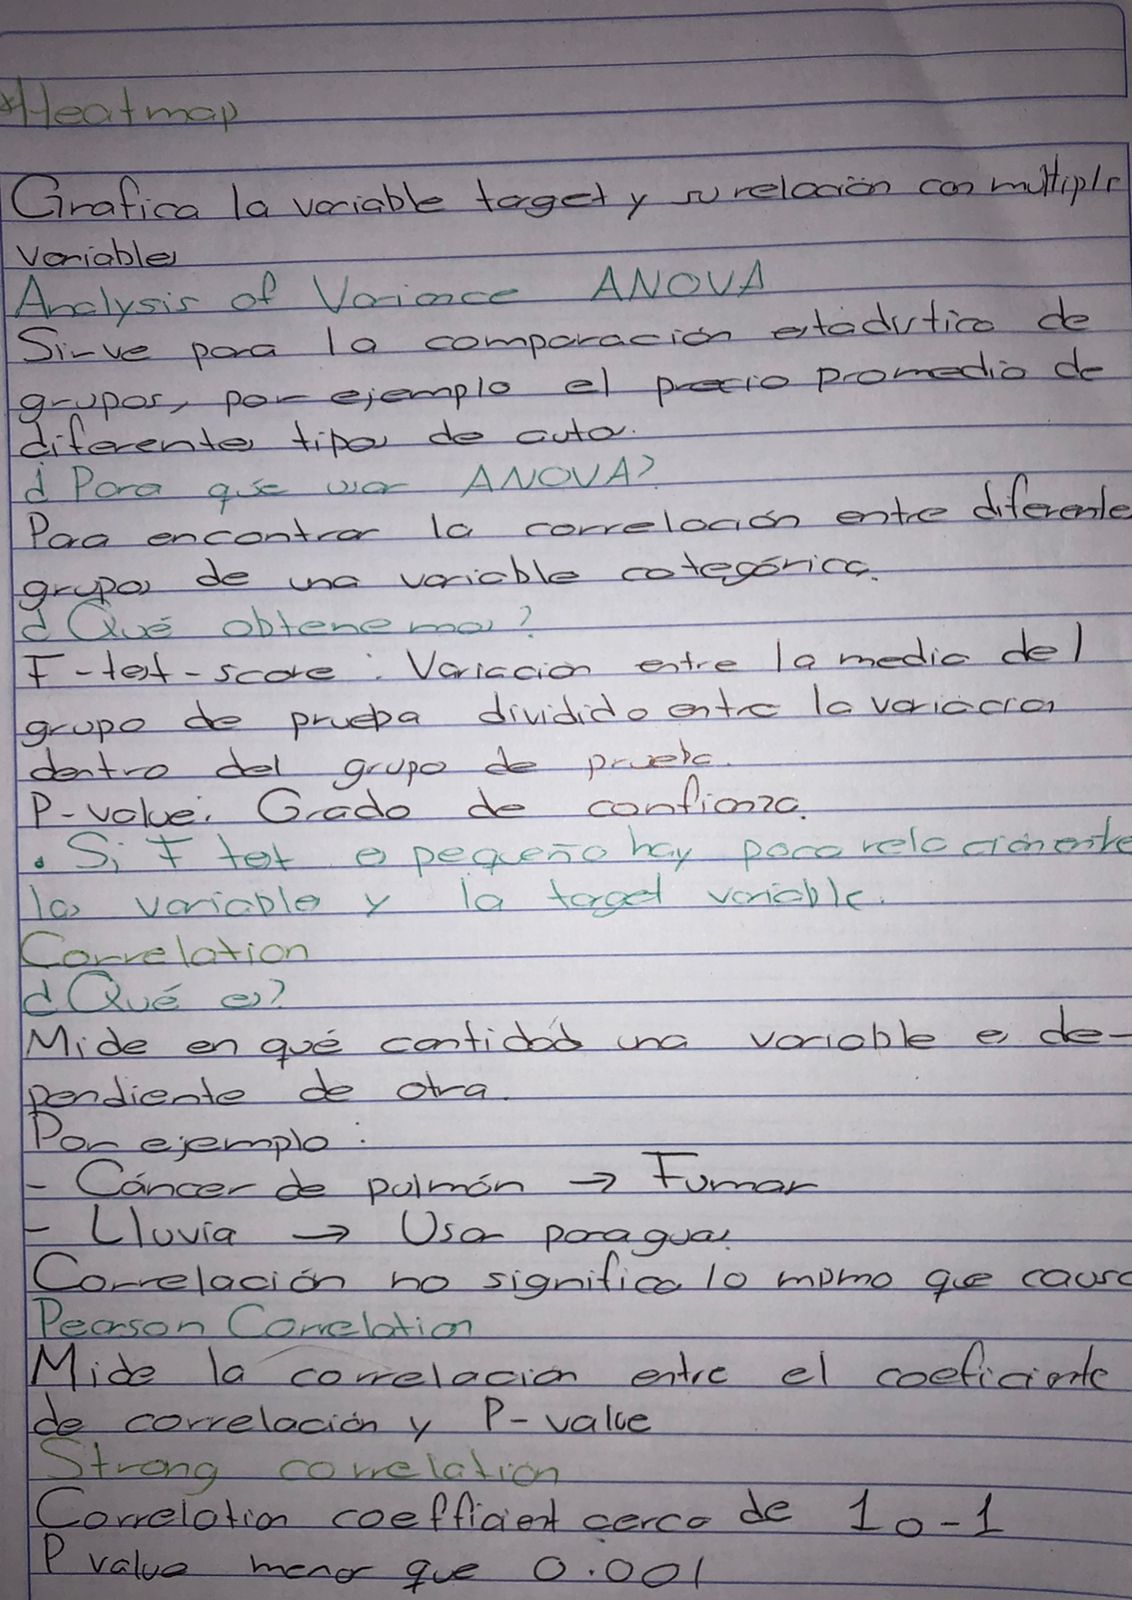 *Heatmap
Grafica la variable target y su relación con multiple
variables
Analysis of Variance ANOVA
Sirve para la comparación estadística de
grupos, por ejemplo el precio promedio de
diferentes tipos de autos.
¿Para qué usar ANOVA?
Para encontrar la correlación entre diferentes
grupos de una variable categórica.
¿Qué obtenemos?
F-test-score: Variación entre la media del
grupo de prueba dividido entre la variación
dentro del grupo de prueba.
P-value: Grado de confianza.
• Si F test es pequeño hay poca relación entre
las variables y la target variable.
Correlation
¿Qué es?
Mide en qué cantidad una variable es de-
pendiente de otra.
Por ejemplo:
- Cáncer de pulmón → Fumar
- Lluvia → Usar paraguas.
Correlación no significa lo mismo que causa
Pearson Correlation
Mide la correlación entre el coeficiente
de correlación y P-value
Strong correlation
Correlation coefficient cerca de 1 o -1
P value menor que 0.001